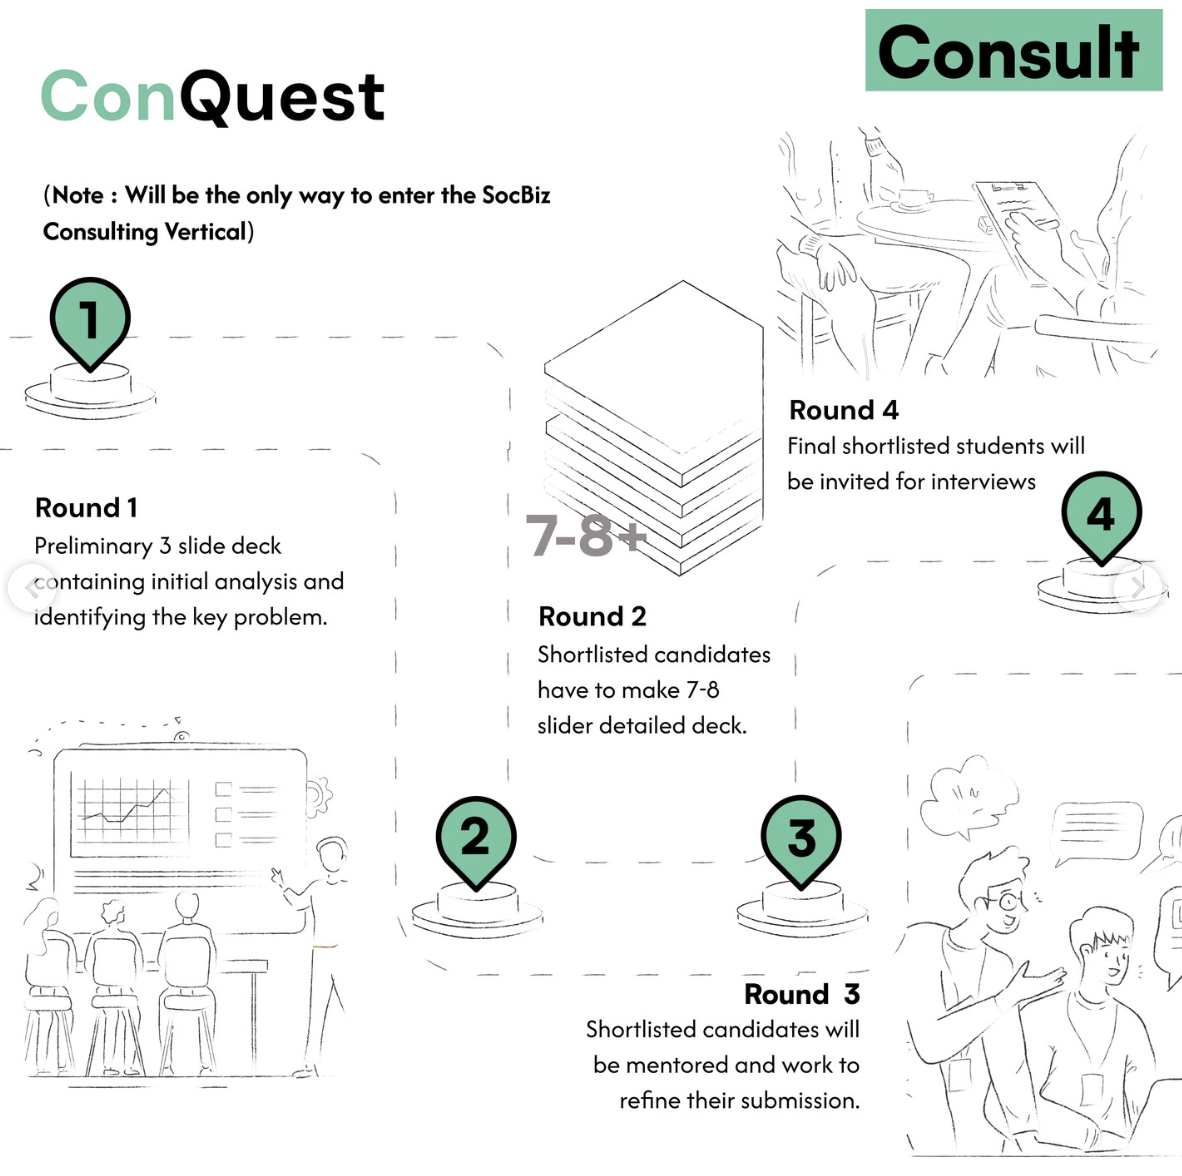 Consult
ConQuest
(Note : Will be the only way to enter the SocBiz
Consulting Vertical)
1
Round 1
Preliminary 3 slide deck
containing initial analysis and
identifying the key problem.
7-8+
Round 2
Shortlisted candidates
have to make 7-8
slider detailed deck.
2
3
Round 3
Shortlisted candidates will
be mentored and work to
refine their submission.
Round 4
Final shortlisted students will
be invited for interviews
4